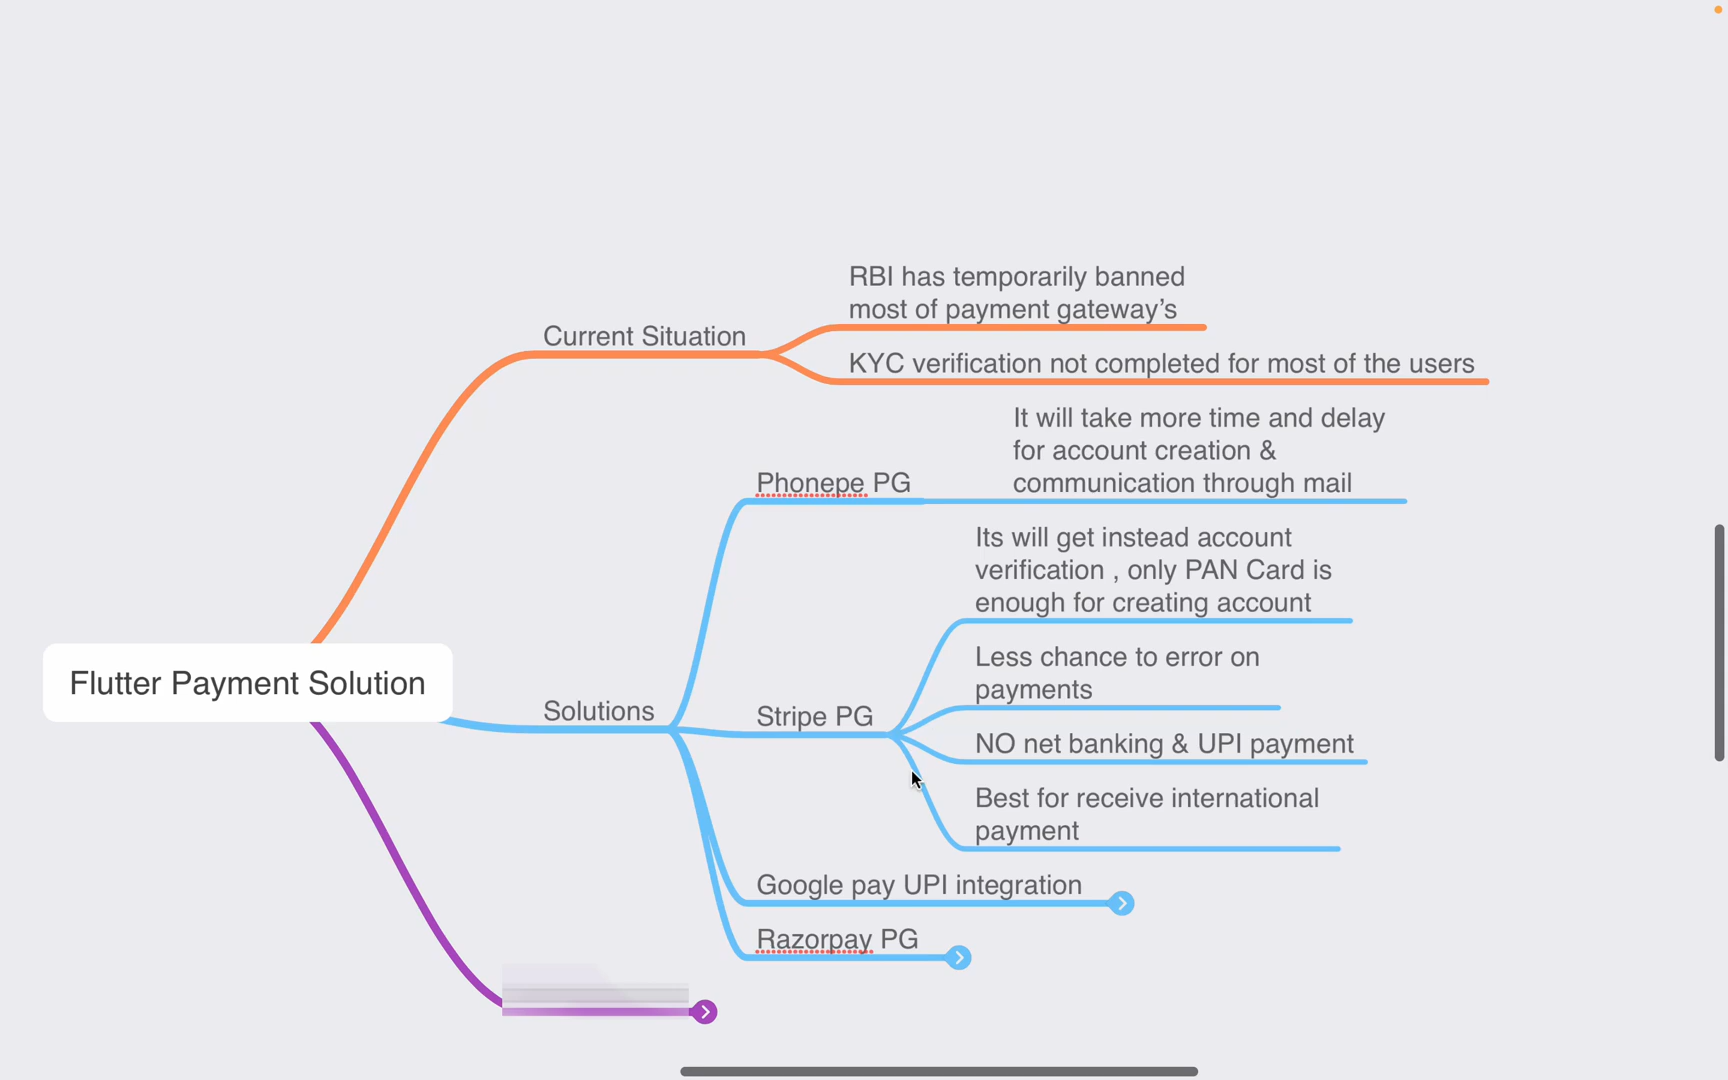 RBI has temporarily banned
most of payment gateway’s
Current Situation
KYC verification not completed for most of the users
It will take more time and delay
for account creation &
communication through mail
Phonepe PG
Its will get instead account
verification , only PAN Card is
enough for creating account
Less chance to error on
payments
Flutter Payment Solution
Solutions
Stripe PG
NO net banking & UPI payment
Best for receive international
payment
Google pay UPI integration
Razorpay PG